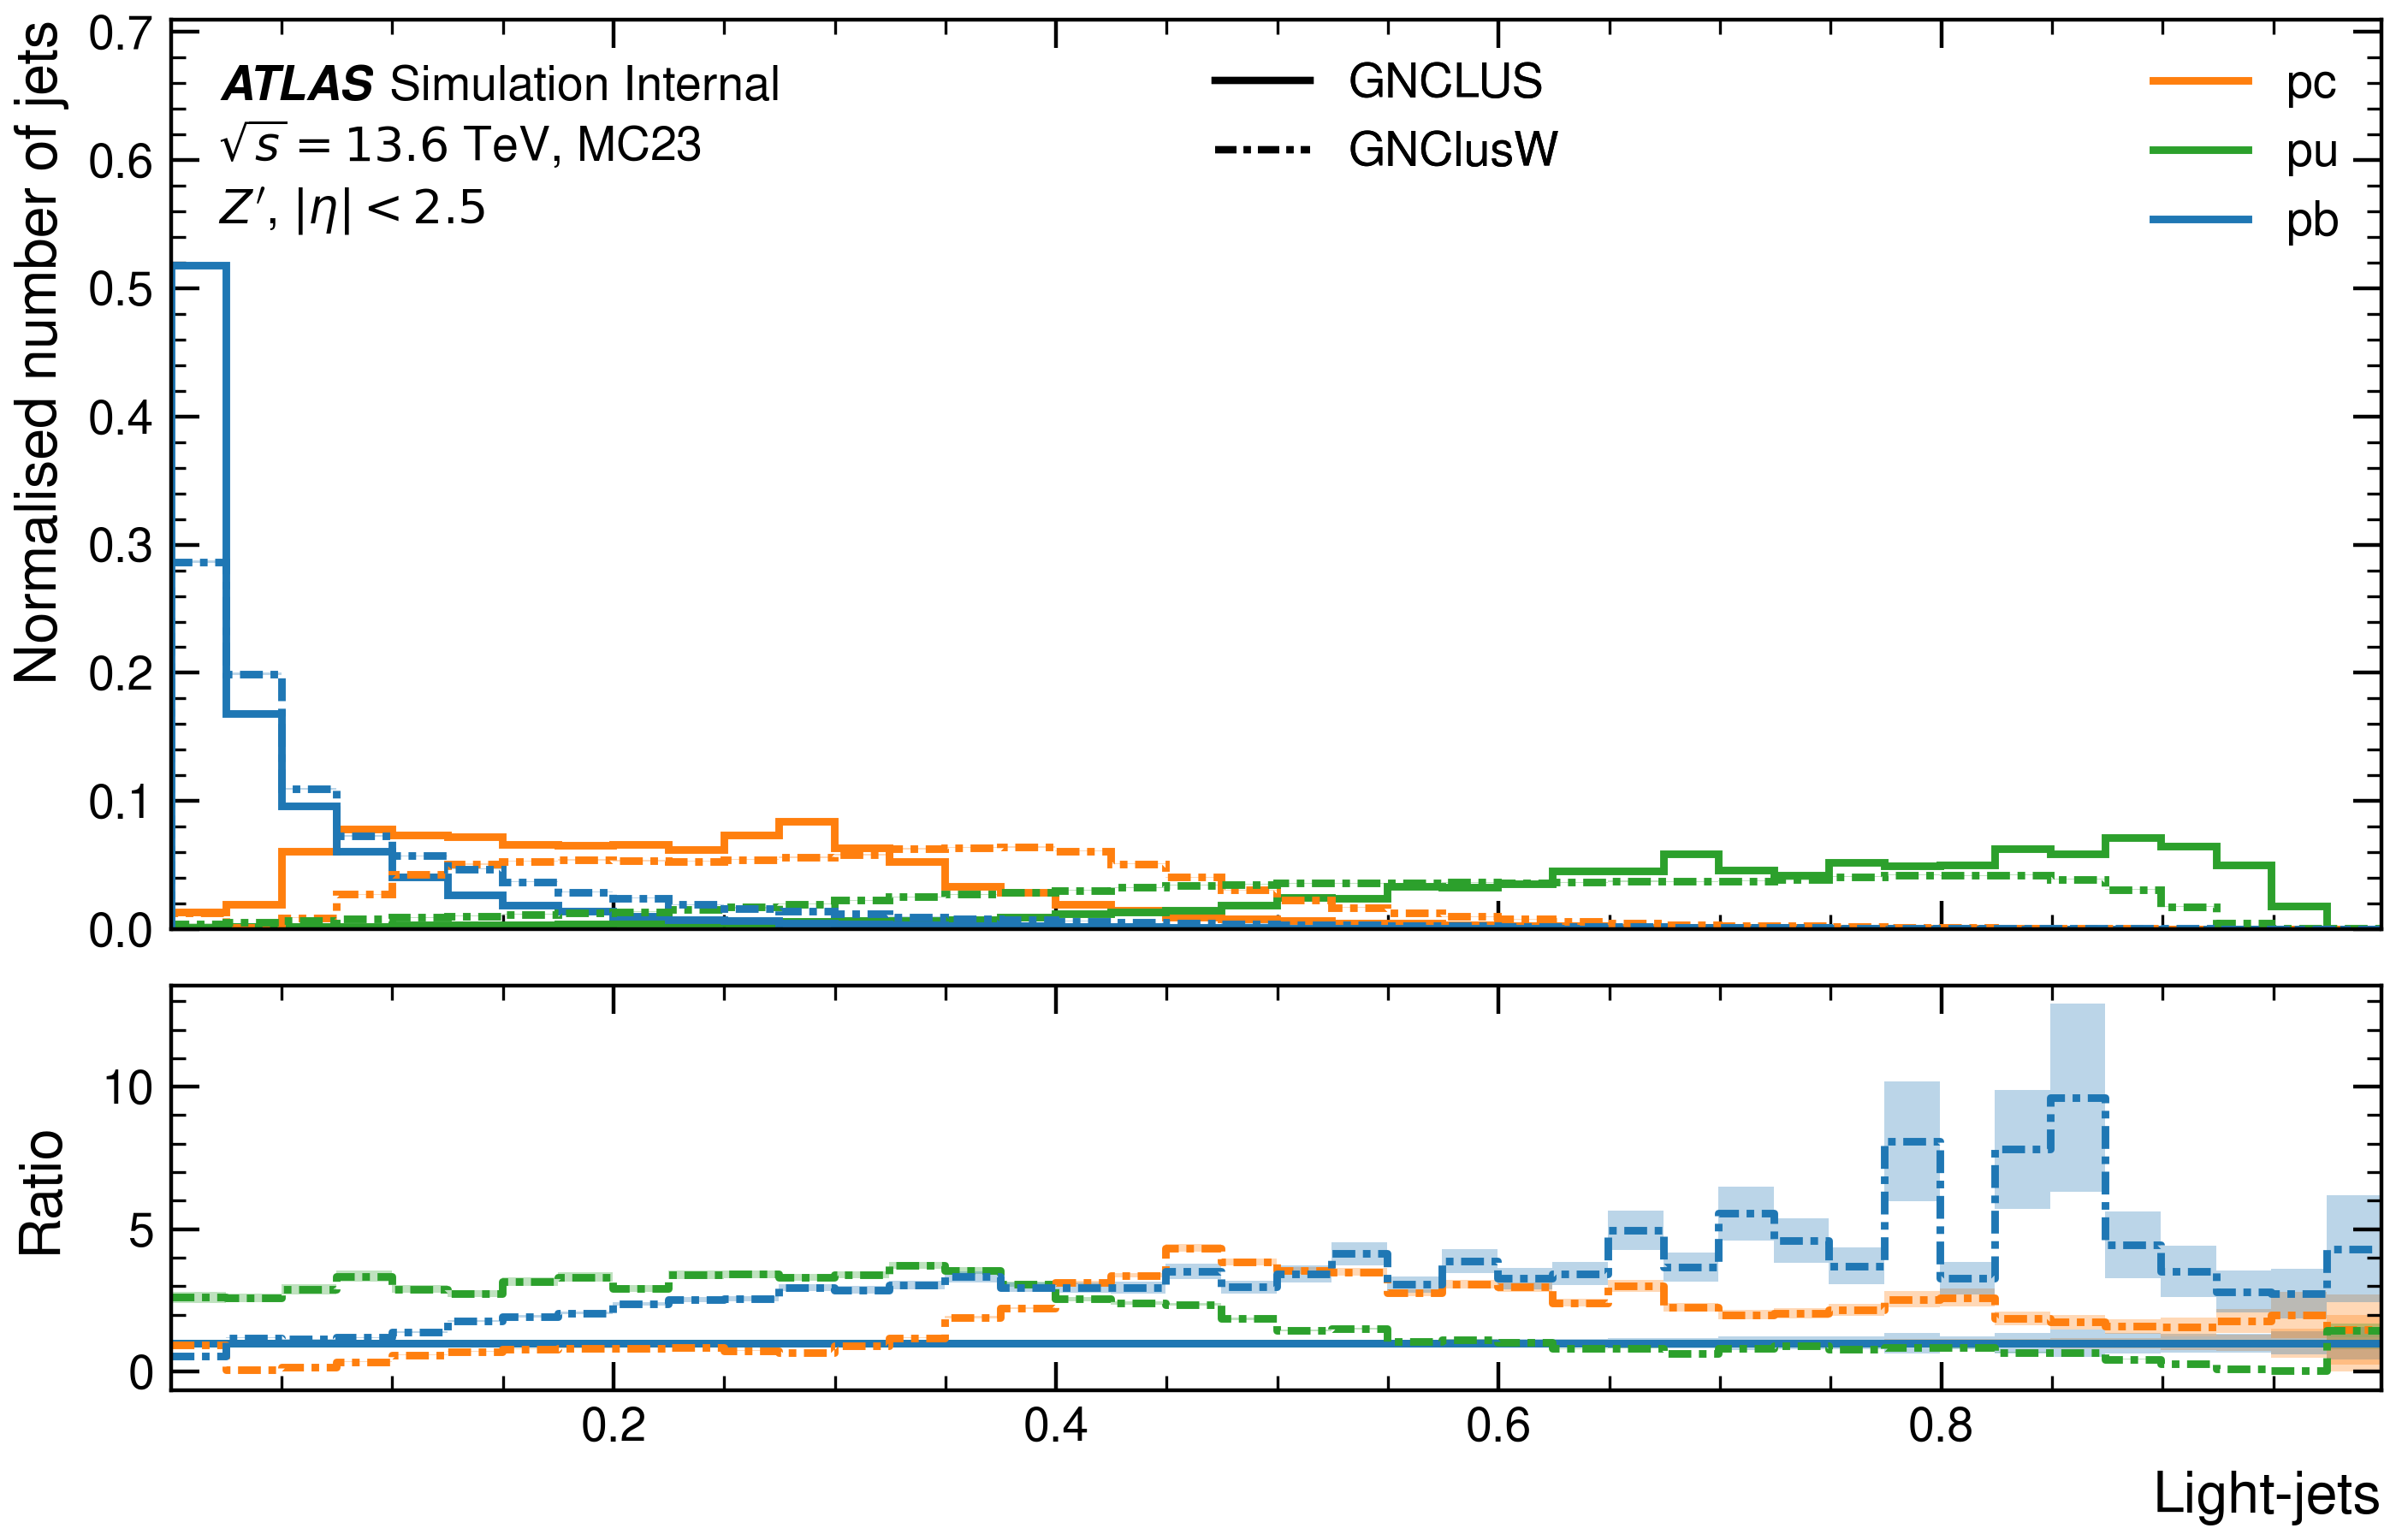 Normalised number of jets
0.7
0.6
0.5
0.4
0.3
0.2
0.1
0.0
ATLAS Simulation Internal
√s = 13.6 TeV, MC23
Z′, |η| < 2.5
GNCLUS
GNClusW
pc
pu
pb
Ratio
10
5
0
0.2 0.4 0.6 0.8
Light-jets